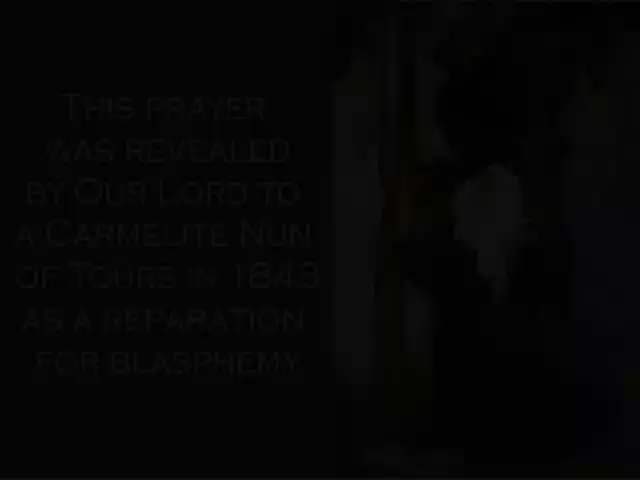 THIS PRAYER
WAS REVEALED
BY OUR LORD TO
A CARMELITE NUN
OF TOURS IN 1843
AS A REPARATION
FOR BLASPHEMY